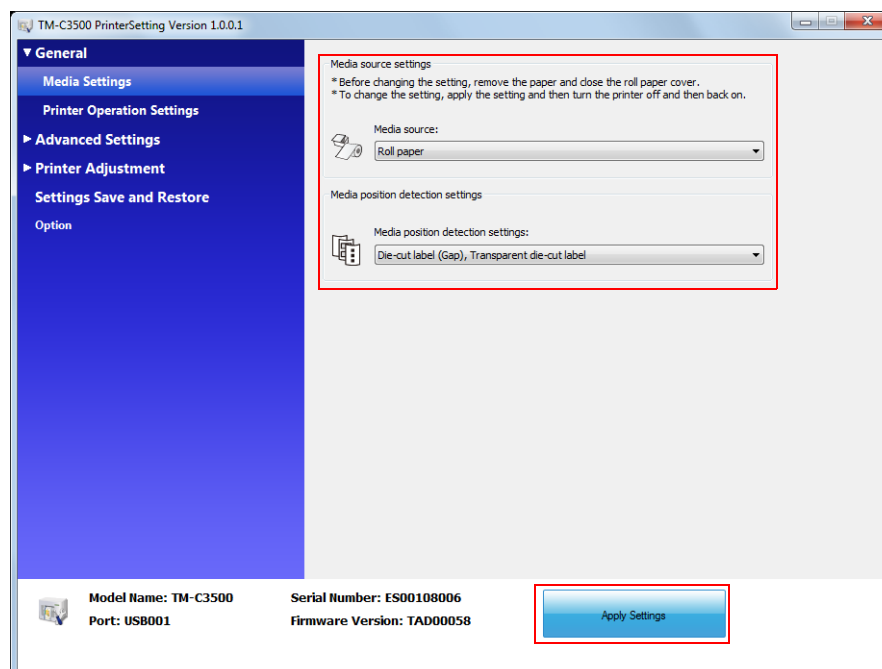 TM-C3500 PrinterSetting Version 1.0.0.1
▼ General
Media Settings
Printer Operation Settings
► Advanced Settings
► Printer Adjustment
Settings Save and Restore
Option
Media source settings
* Before changing the setting, remove the paper and close the roll paper cover.
* To change the setting, apply the setting and then turn the printer off and then back on.
Media source:
Roll paper
Media position detection settings
Media position detection settings:
Die-cut label (Gap), Transparent die-cut label
Model Name: TM-C3500
Serial Number: ES00108006
Port: USB001
Firmware Version: TAD00058
Apply Settings